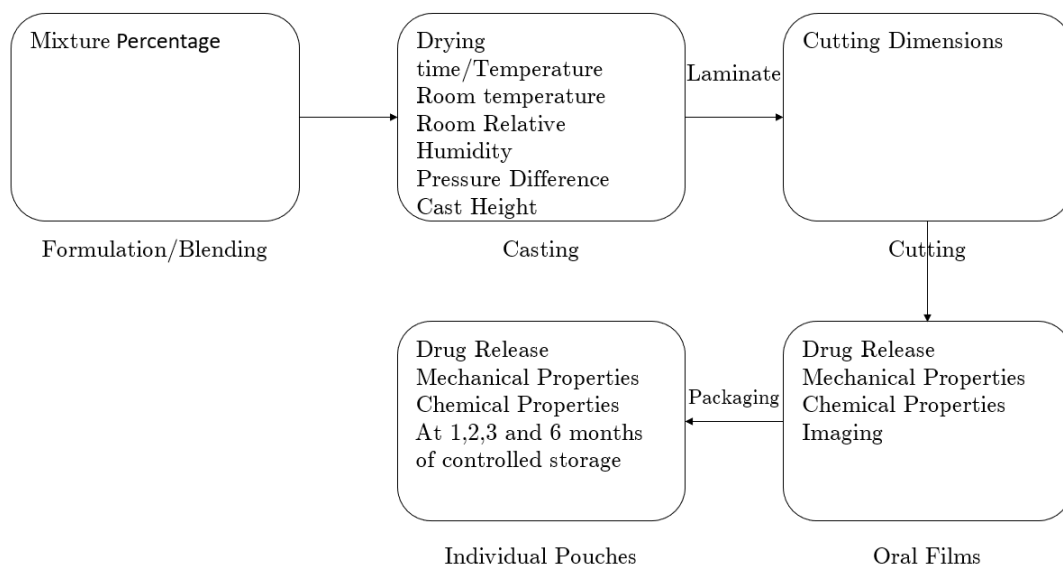 Mixture Percentage
Formulation/Blending
Drying
time/Temperature
Room temperature
Room Relative
Humidity
Pressure Difference
Cast Height
Casting
Laminate
Cutting Dimensions
Cutting
Drug Release
Mechanical Properties
Chemical Properties
Imaging
Oral Films
Packaging
Drug Release
Mechanical Properties
Chemical Properties
At 1,2,3 and 6 months
of controlled storage
Individual Pouches